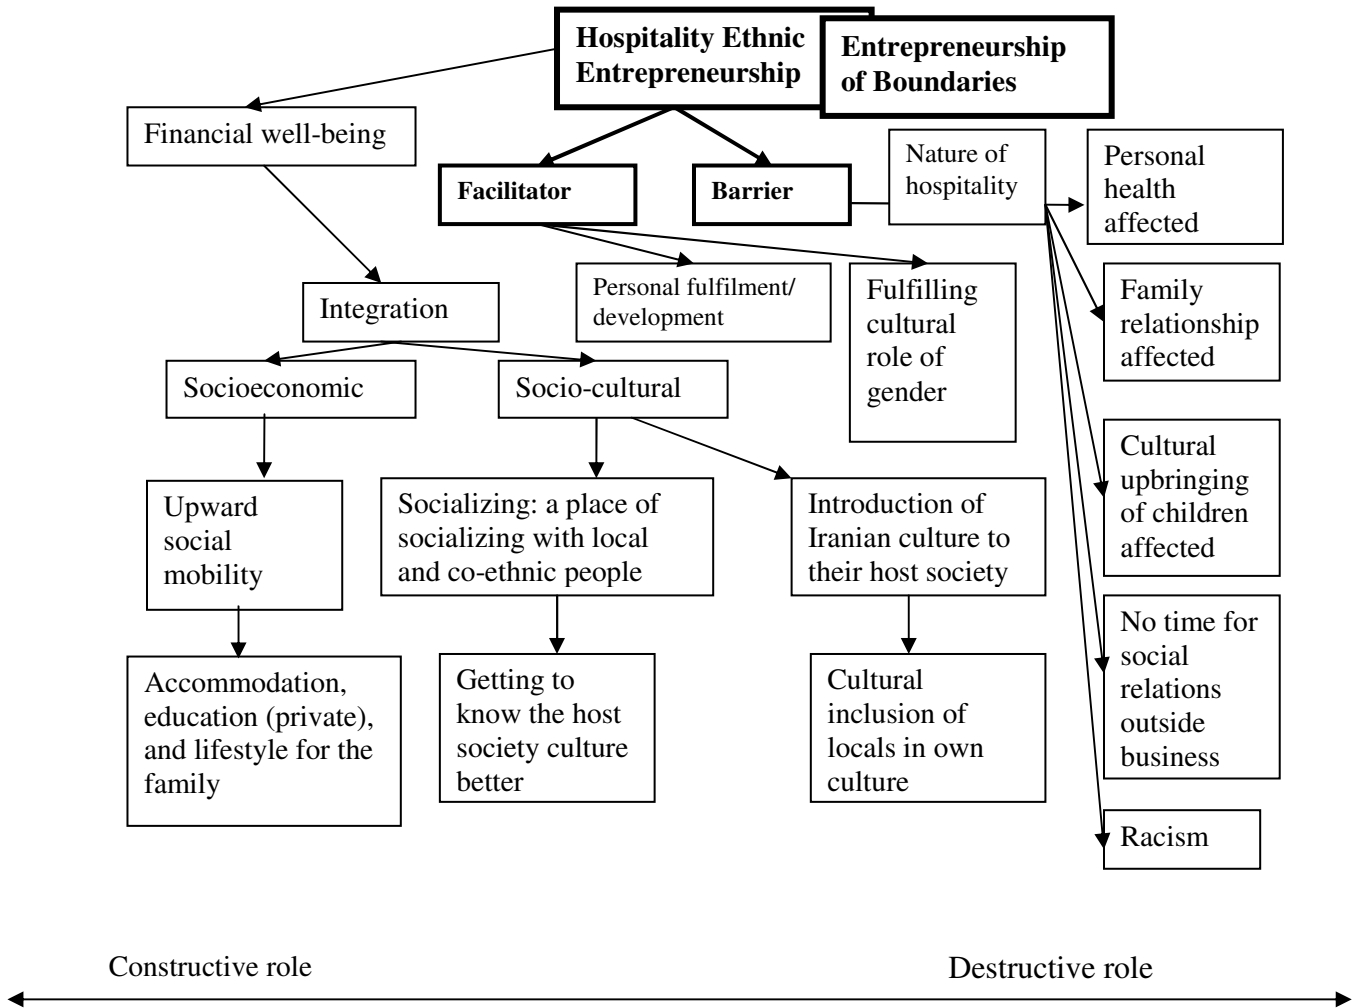 Hospitality Ethnic
Entrepreneurship
Entrepreneurship
of Boundaries
Financial well-being
Facilitator
Barrier
Nature of
hospitality
Personal
health
affected
Integration
Personal fulfilment/
development
Fulfilling
cultural
role of
gender
Family
relationship
affected
Socioeconomic
Socio-cultural
Cultural
upbringing
of children
affected
Upward
social
mobility
Socializing: a place of
socializing with local
and co-ethnic people
Introduction of
Iranian culture to
their host society
No time for
social
relations
outside
business
Accommodation,
education (private),
and lifestyle for the
family
Getting to
know the host
society culture
better
Cultural
inclusion of
locals in own
culture
Racism
Constructive role
Destructive role